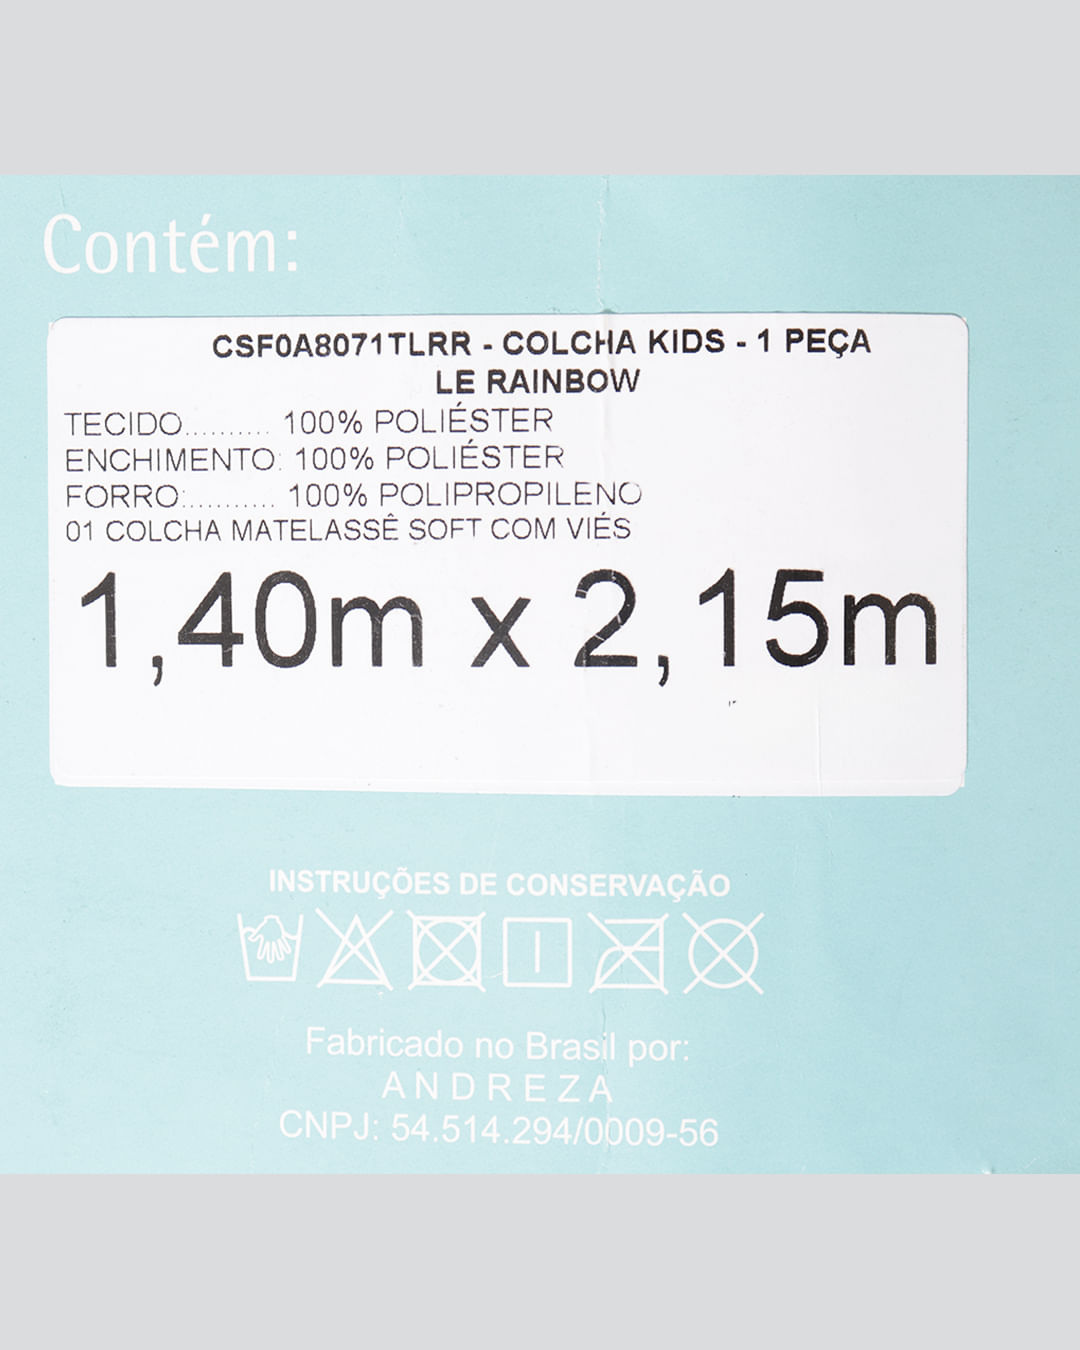 Contém:
CSF0A8071TLRR - COLCHA KIDS - 1 PEÇA
LE RAINBOW
TECIDO.......... 100% POLIÉSTER
ENCHIMENTO: 100% POLIÉSTER
FORRO:........... 100% POLIPROPILENO
01 COLCHA MATELASSÊ SOFT COM VIÉS
1,40m x 2,15m
INSTRUÇÕES DE CONSERVAÇÃO
Fabricado no Brasil por:
ANDREZA
CNPJ: 54.514.294/0009-56